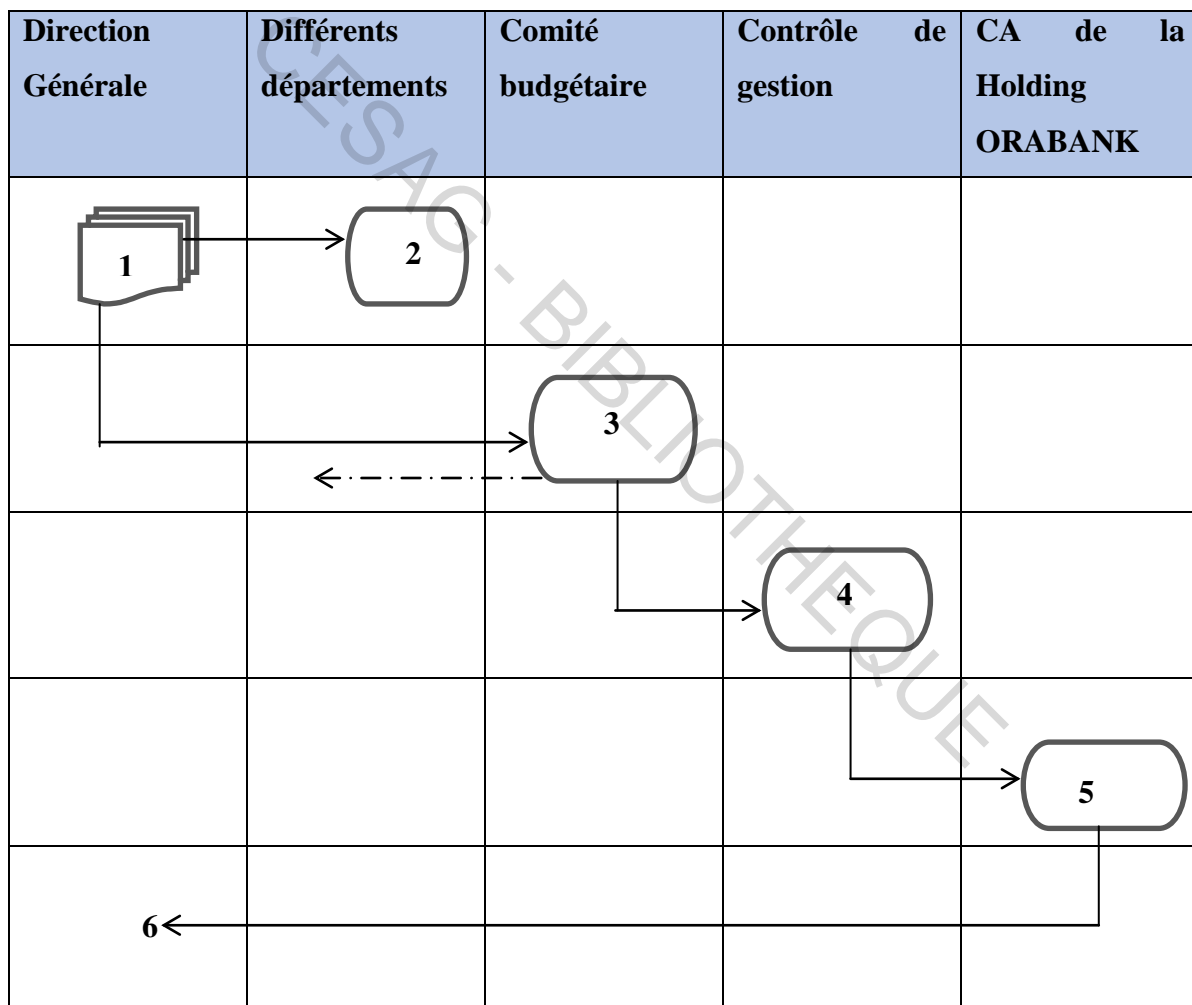 Direction
Générale
Différents
départements
Comité
budgétaire
Contrôle de
gestion
CA de la
Holding
ORABANK
1
2
3
4
5
6
CESAG - BIBLIOTHEQUE